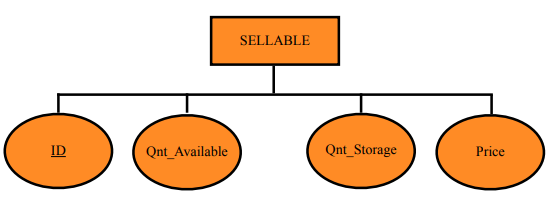 SELLABLE
ID
Qnt_Available
Qnt_Storage
Price